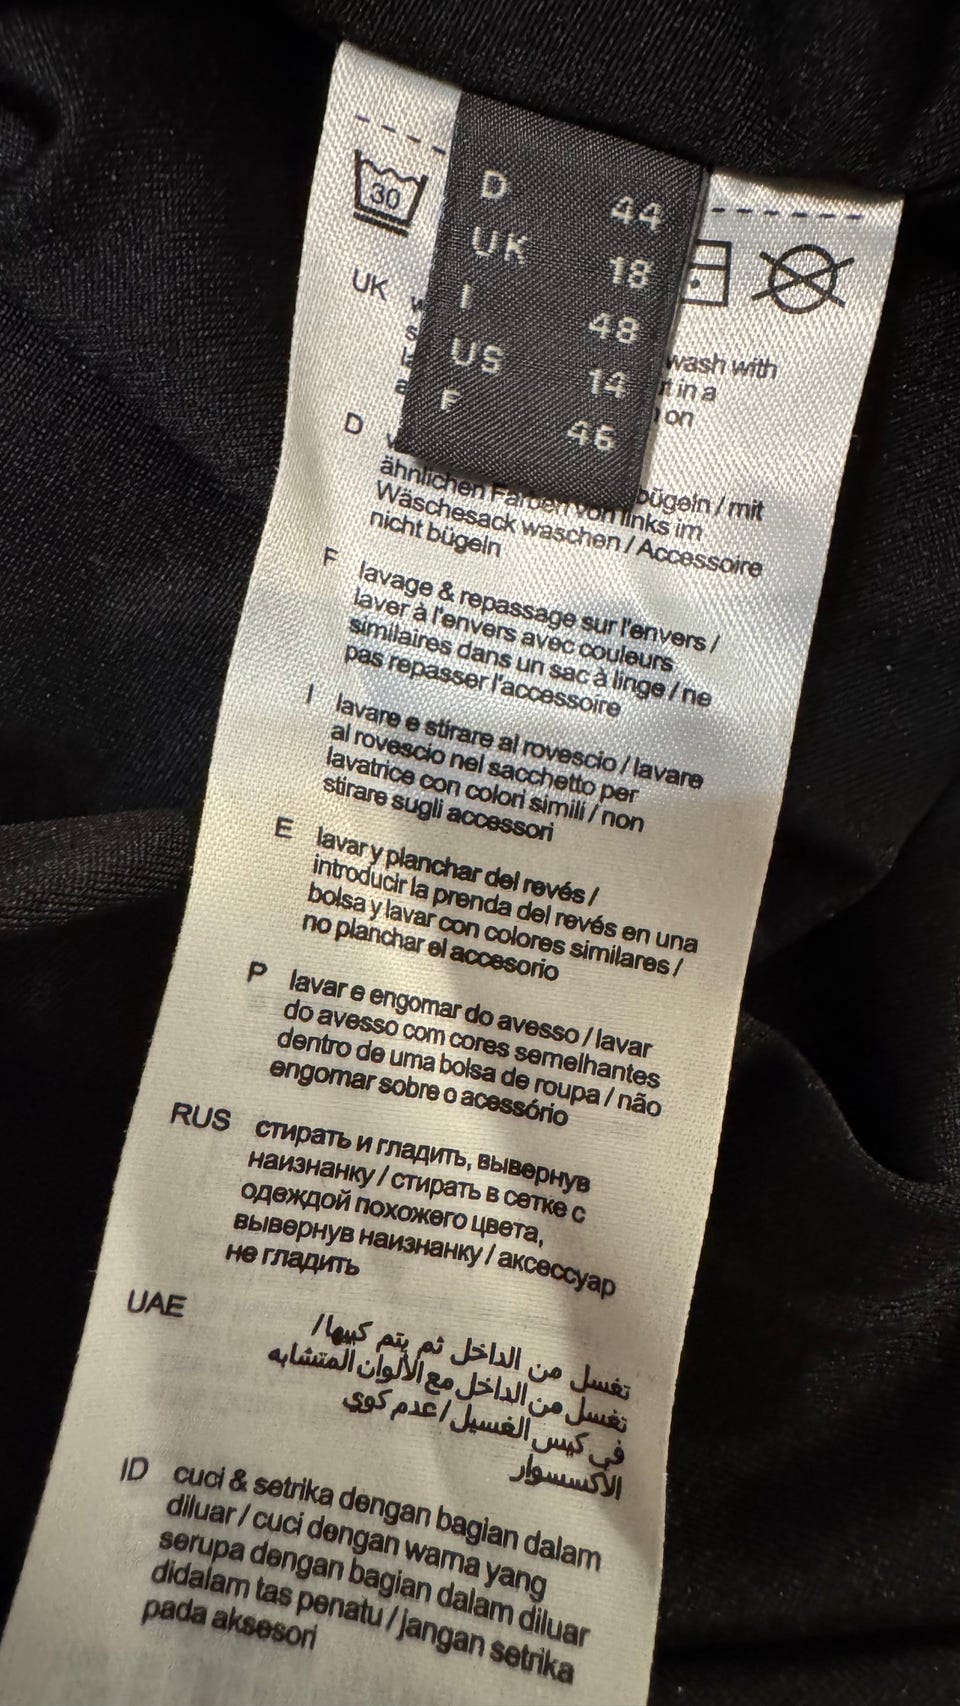 30
D 44
UK 18
I 48
US 14
F 46
UK
wash with
in a
on
D
bügeln / mit
ähnlichen Farben von links im
Wäschesack waschen / Accessoire
nicht bügeln
F lavage & repassage sur l'envers /
laver à l'envers avec couleurs
similaires dans un sac à linge / ne
pas repasser l'accessoire
I lavare e stirare al rovescio / lavare
al rovescio nel sacchetto per
lavatrice con colori simili / non
stirare sugli accessori
E lavar y planchar del revés /
introducir la prenda del revés en una
bolsa y lavar con colores similares /
no planchar el accesorio
P lavar e engomar do avesso / lavar
do avesso com cores semelhantes
dentro de uma bolsa de roupa / não
engomar sobre o acessório
RUS стирать и гладить, вывернув
наизнанку / стирать в сетке с
одеждой похожего цвета,
вывернув наизнанку / аксессуар
не гладить
UAE تغسل من الداخل ثم يتم كييها/
تغسل من الداخل مع الألوان المتشابه
في كيس الغسيل/عدم كوي
الاكسسوار
ID cuci & setrika dengan bagian dalam
diluar / cuci dengan warna yang
serupa dengan bagian dalam diluar
didalam tas penatu / jangan setrika
pada aksesori